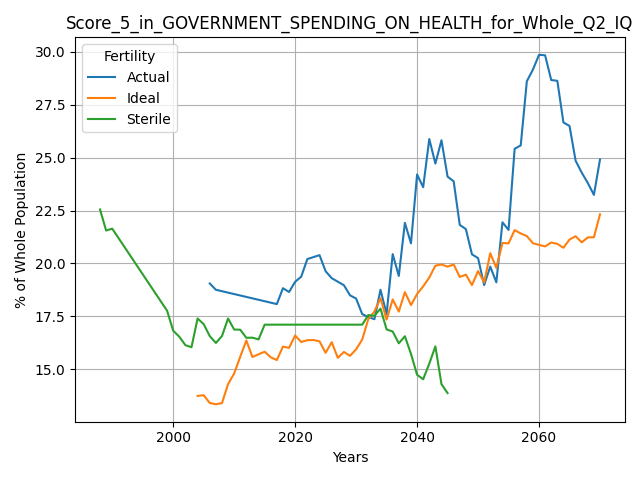 Score_5_in_GOVERNMENT_SPENDING_ON_HEALTH_for_Whole_Q2_IQ
Fertility
Actual
Ideal
Sterile
30.0
27.5
25.0
22.5
20.0
17.5
15.0
% of Whole Population
2000
2020
2040
2060
Years